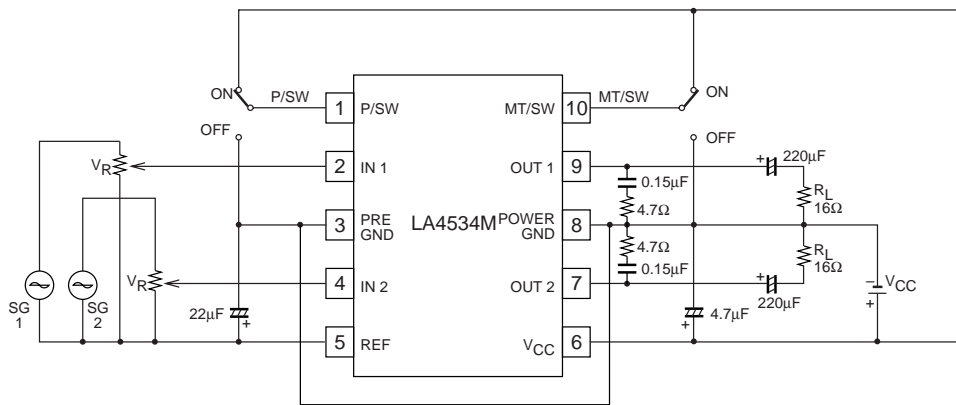 ON
P/SW
OFF
1
P/SW
MT/SW
10
MT/SW
ON
OFF
VR
2
IN 1
OUT 1
9
+
220μF
0.15μF
4.7Ω
RL
16Ω
3
PRE
GND
LA4534M
POWER
GND
8
4.7Ω
0.15μF
RL
16Ω
VR
4
IN 2
OUT 2
7
+
220μF
−
VCC
+
SG
1
SG
2
22μF
+
5
REF
VCC
6
+
4.7μF